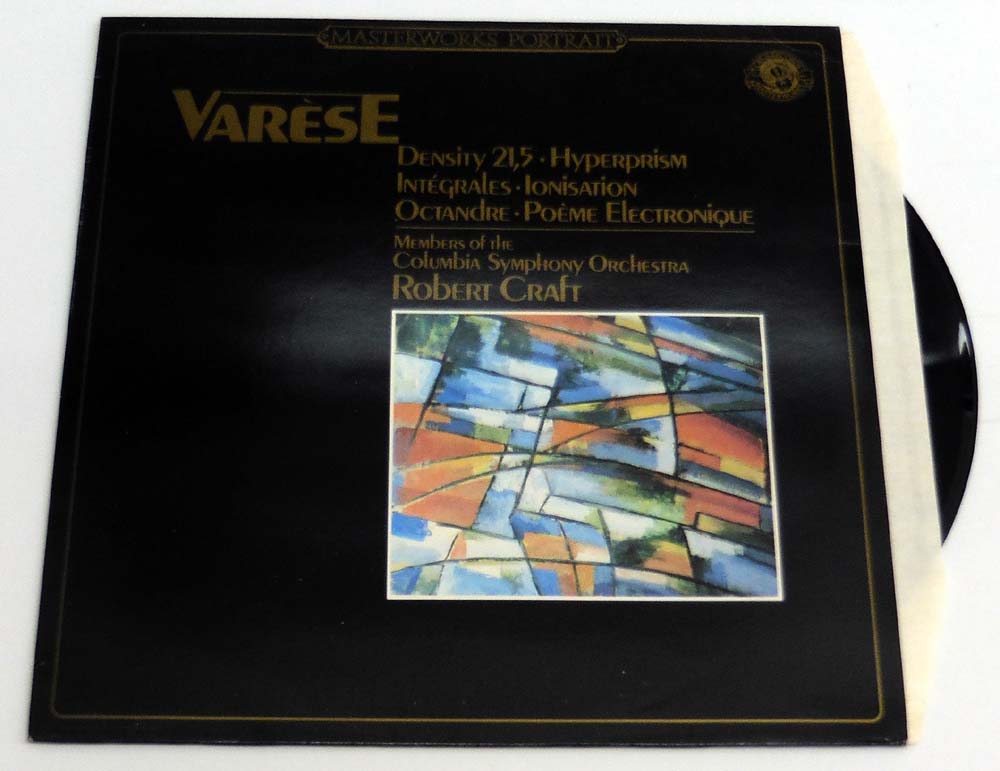 MASTERWORKS PORTRAIT
VARÈSE
DENSITY 21,5 · HYPERPRISM
INTÉGRALES · IONISATION
OCTANDRE · POÈME ELECTRONIQUE
MEMBERS OF THE
COLUMBIA SYMPHONY ORCHESTRA
ROBERT CRAFT